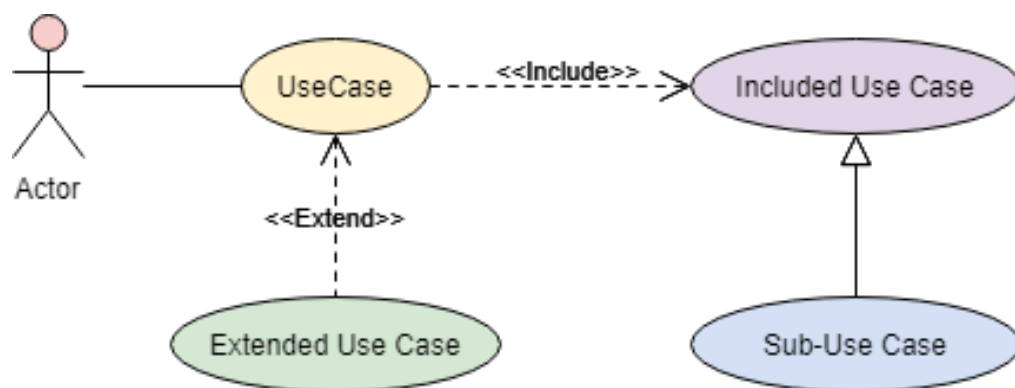 UseCase
<<Include>>
Included Use Case
Actor
<<Extend>>
Extended Use Case
Sub-Use Case